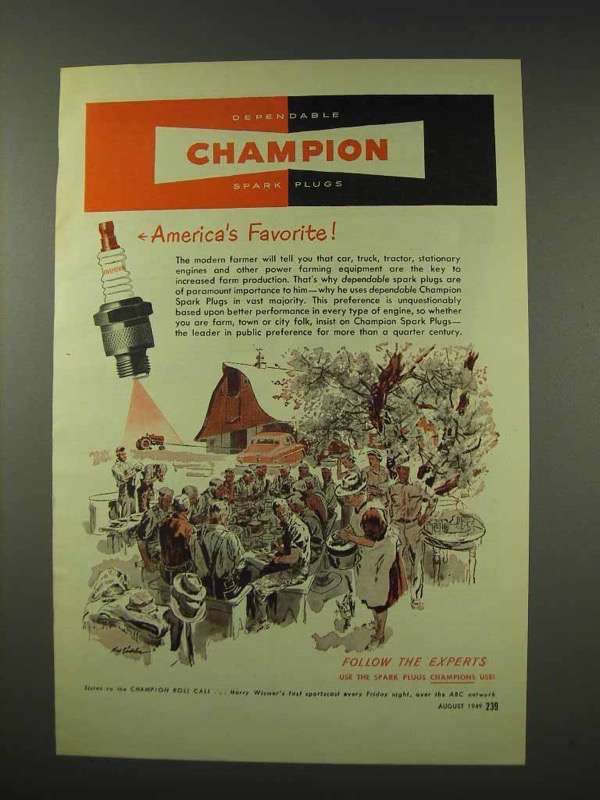 DEPENDABLE
CHAMPION
SPARK PLUGS
←America's Favorite!
The modern farmer will tell you that car, truck, tractor, stationary
engines and other power farming equipment are the key to
increased farm production. That's why dependable spark plugs are
of paramount importance to him—why he uses dependable Champion
Spark Plugs in vast majority. This preference is unquestionably
based upon better performance in every type of engine, so whether
you are farm, town or city folk, insist on Champion Spark Plugs—
the leader in public preference for more than a quarter century.
FOLLOW THE EXPERTS
USE THE SPARK PLUGS CHAMPIONS USE!
Listen to the CHAMPION ROLL CALL . . . Harry Wismer's fast sportscast every Friday night, over the ABC network
AUGUST 1949 239